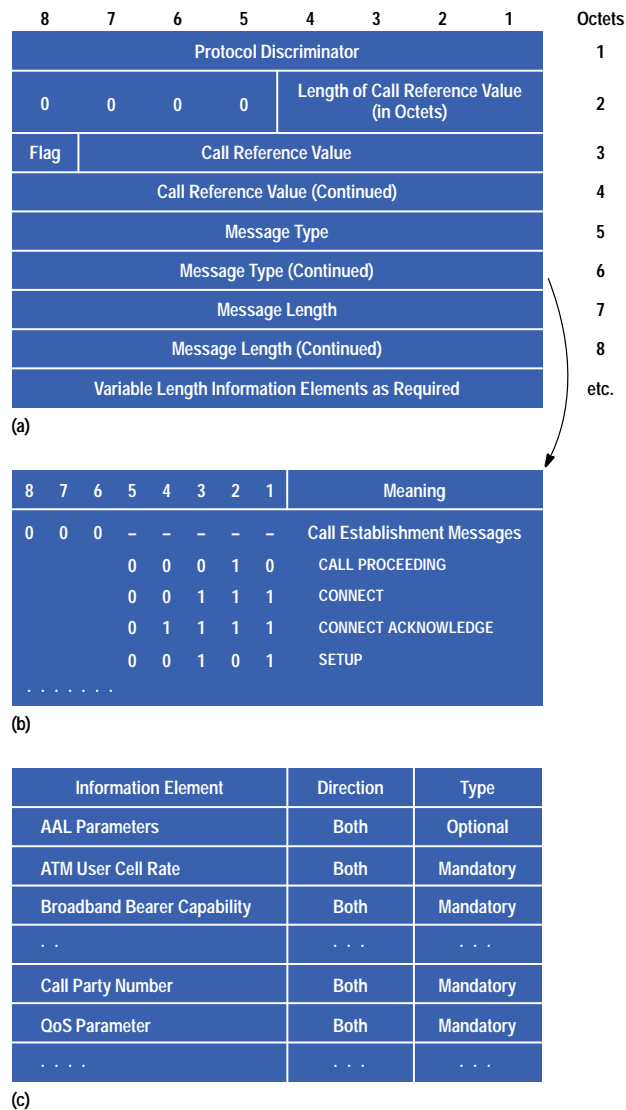 8 7 6 5 4 3 2 1 Octets
Protocol Discriminator 1
0 0 0 0 Length of Call Reference Value
(in Octets) 2
Flag Call Reference Value 3
Call Reference Value (Continued) 4
Message Type 5
Message Type (Continued) 6
Message Length 7
Message Length (Continued) 8
Variable Length Information Elements as Required etc.
(a)
8 7 6 5 4 3 2 1 Meaning
0 0 0 – – – – – Call Establishment Messages
0 0 0 1 0 CALL PROCEEDING
0 0 1 1 1 CONNECT
0 1 1 1 1 CONNECT ACKNOWLEDGE
0 0 1 0 1 SETUP
. . . . . . .
(b)
Information Element Direction Type
AAL Parameters Both Optional
ATM User Cell Rate Both Mandatory
Broadband Bearer Capability Both Mandatory
. . . . . . . .
Call Party Number Both Mandatory
QoS Parameter Both Mandatory
. . . . . . . . . .
(c)